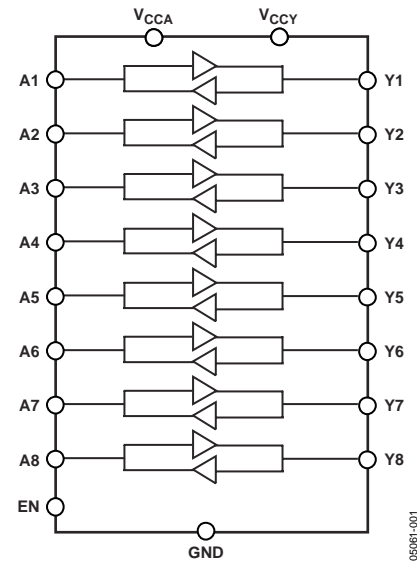 VCCA VCCY
A1 Y1
A2 Y2
A3 Y3
A4 Y4
A5 Y5
A6 Y6
A7 Y7
A8 Y8
EN
GND
05061-001